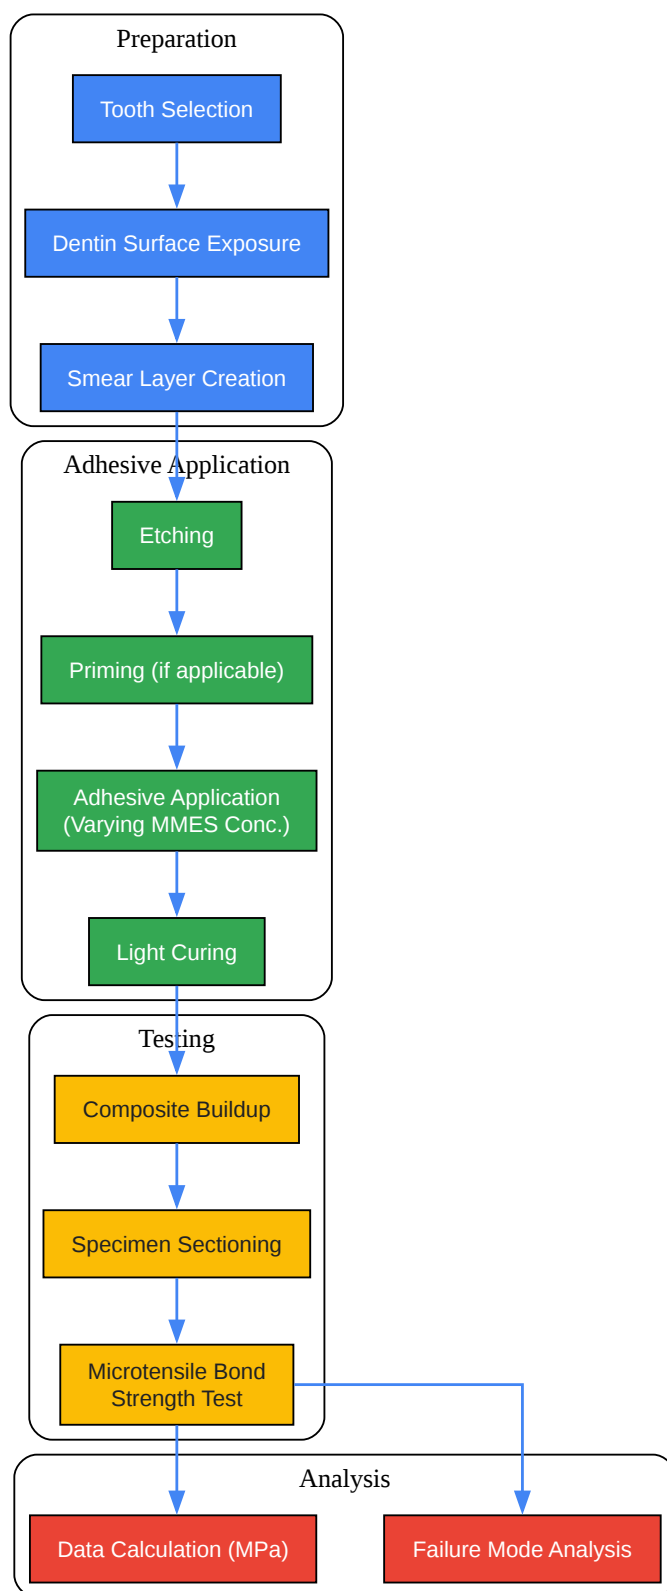 Preparation
Tooth Selection
Dentin Surface Exposure
Smear Layer Creation
Adhesive Application
Etching
Priming (if applicable)
Adhesive Application
(Varying MMES Conc.)
Light Curing
Testing
Composite Buildup
Specimen Sectioning
Microtensile Bond
Strength Test
Analysis
Data Calculation (MPa)
Failure Mode Analysis